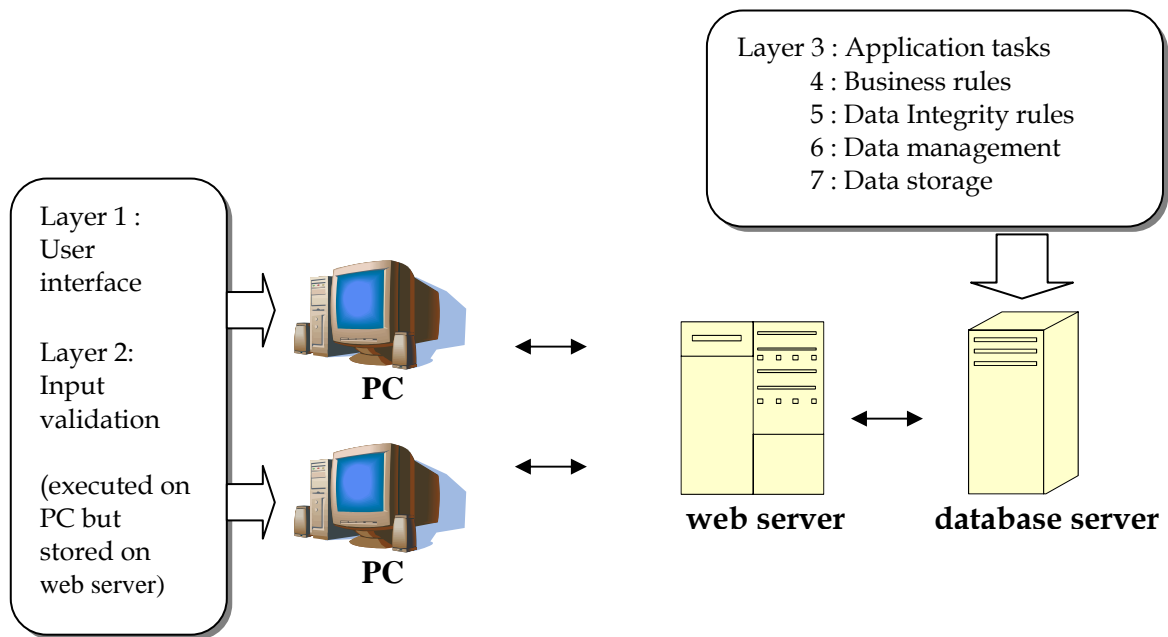 Layer 3 : Application tasks
4 : Business rules
5 : Data Integrity rules
6 : Data management
7 : Data storage
Layer 1 :
User
interface
Layer 2:
Input
validation
(executed on
PC but
stored on
web server)
PC
PC
web server
database server